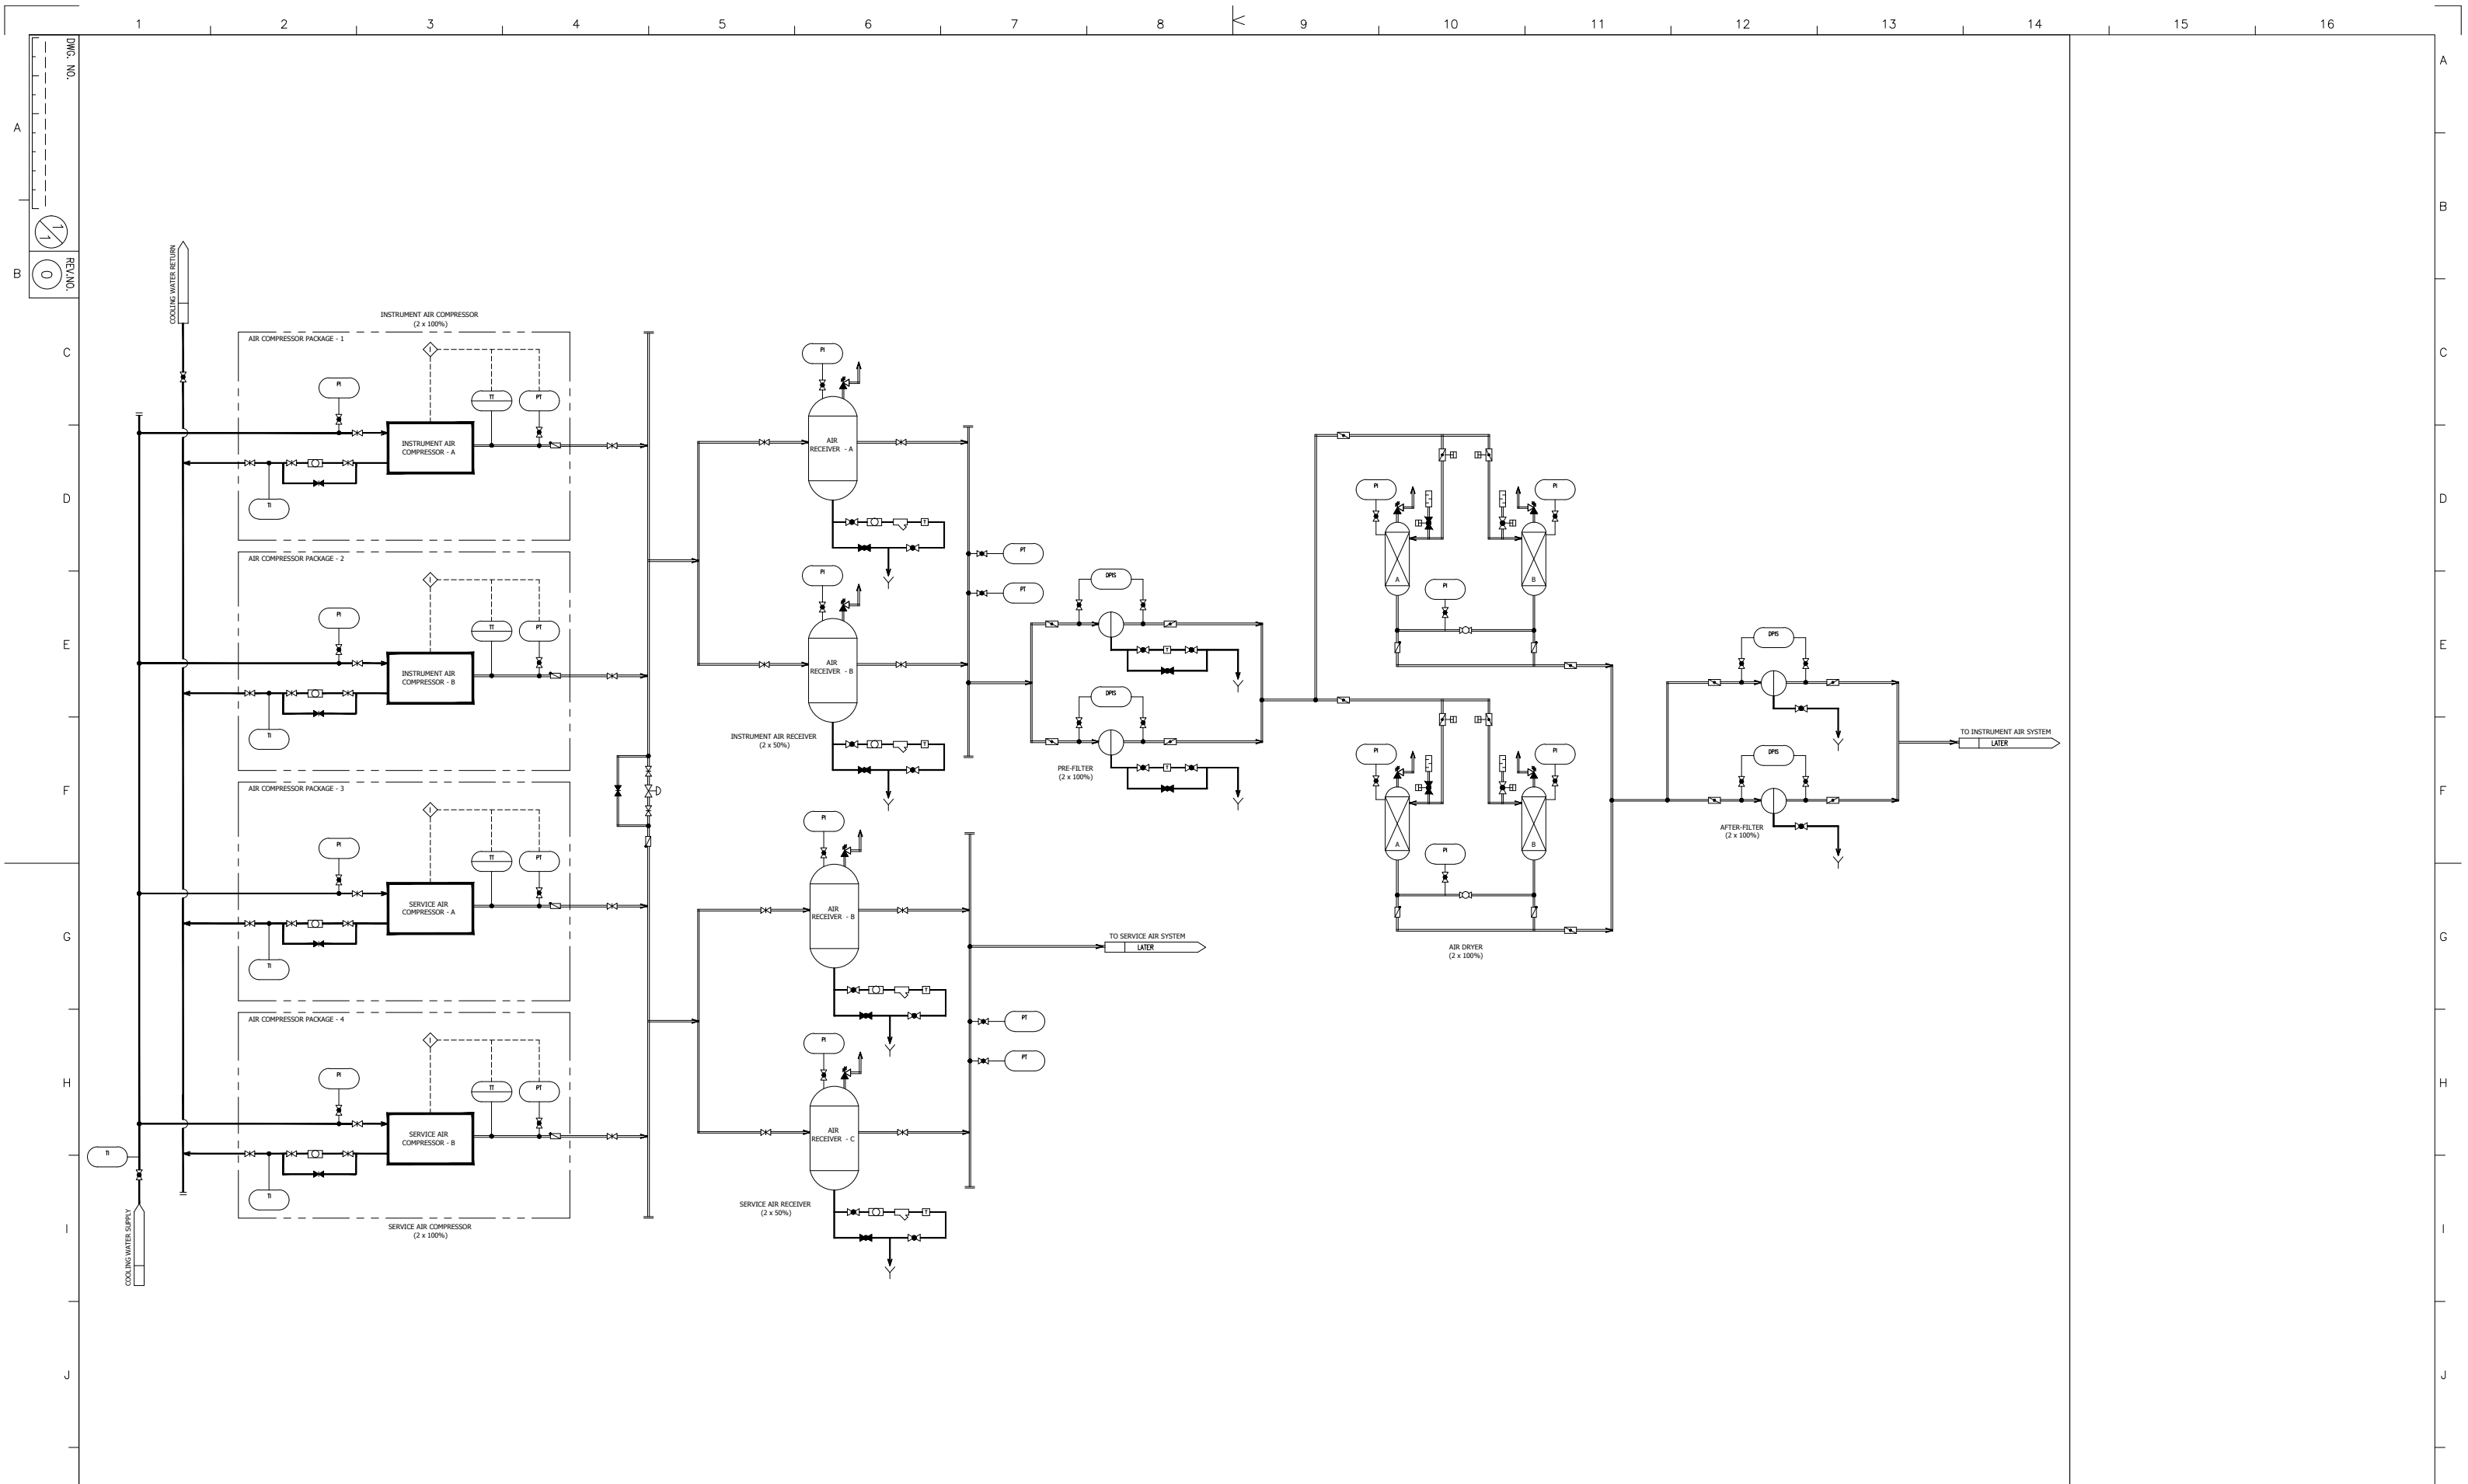 1 2 3 4 5 6 7 8 9 10 11 12 13 14 15 16
DWG. NO.
1/1
REV.NO.
0
A
B
C
D
E
F
G
H
I
J
A
B
A
B
C
D
E
F
G
H
I
J
COOLING WATER RETURN
COOLING WATER SUPPLY
TI
INSTRUMENT AIR COMPRESSOR
(2 x 100%)
AIR COMPRESSOR PACKAGE - 1
I
PI
TT
PT
INSTRUMENT AIR
COMPRESSOR - A
TI
AIR COMPRESSOR PACKAGE - 2
I
PI
TT
PT
INSTRUMENT AIR
COMPRESSOR - B
TI
AIR COMPRESSOR PACKAGE - 3
I
PI
TT
PT
SERVICE AIR
COMPRESSOR - A
TI
AIR COMPRESSOR PACKAGE - 4
I
PI
TT
PT
SERVICE AIR
COMPRESSOR - B
TI
SERVICE AIR COMPRESSOR
(2 x 100%)
PI
AIR
RECEIVER - A
T
PI
AIR
RECEIVER - B
T
INSTRUMENT AIR RECEIVER
(2 x 50%)
PI
AIR
RECEIVER - B
T
PI
AIR
RECEIVER - C
T
SERVICE AIR RECEIVER
(2 x 50%)
PT
PT
TO SERVICE AIR SYSTEM
LATER
PT
PT
DPIS
T
DPIS
T
PRE-FILTER
(2 x 100%)
PI
PI
A
B
PI
PI
PI
A
B
PI
AIR DRYER
(2 x 100%)
DPIS
DPIS
AFTER-FILTER
(2 x 100%)
TO INSTRUMENT AIR SYSTEM
LATER